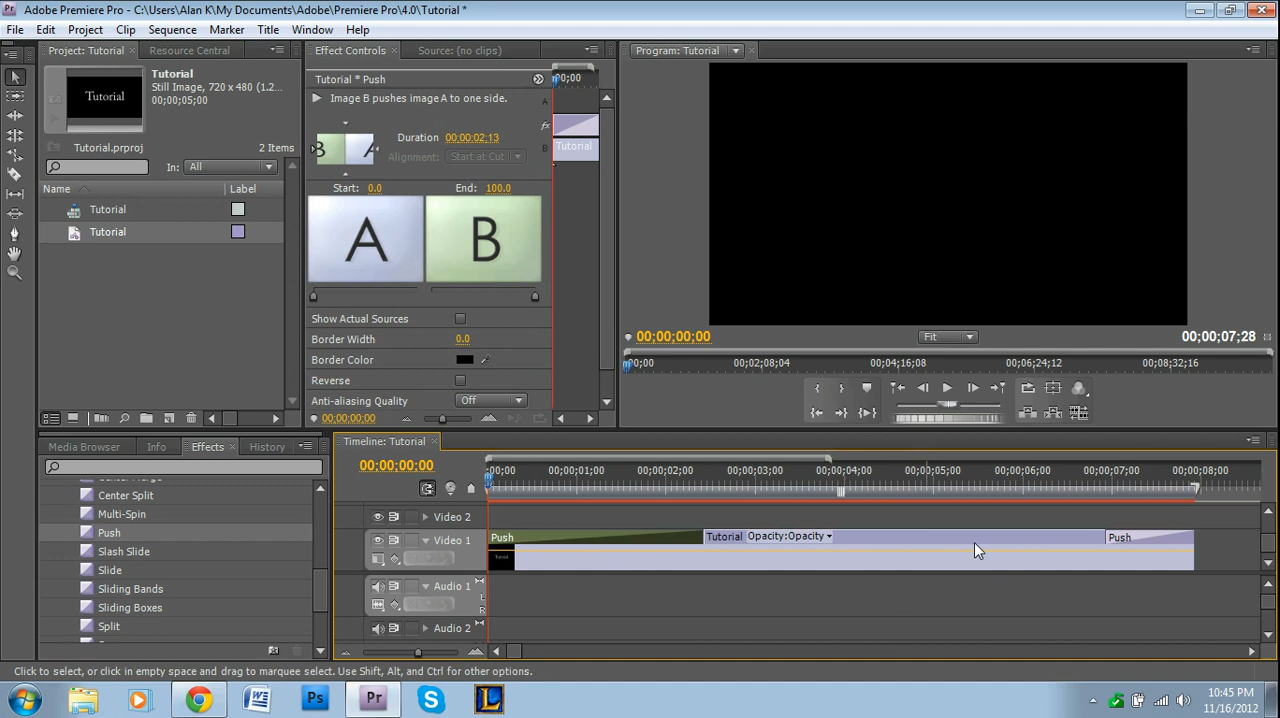 Adobe Premiere Pro - C:\Users\Alan K\My Documents\Adobe\Premiere Pro\4.0\Tutorial *
File Edit Project Clip Sequence Marker Title Window Help
Project: Tutorial
Resource Central
Tutorial
Tutorial
Still Image, 720 x 480 (1.2...
00;00;05;00
Tutorial.prproj
2 Items
In: All
Name
Label
Tutorial
Tutorial
Effect Controls
Source: (no clips)
Tutorial * Push
00;00
Image B pushes image A to one side.
A
B
A
Duration 00;00;02;13
Alignment: Start at Cut
fx
B
Tutorial
Start: 0.0
End: 100.0
A
B
Show Actual Sources
Border Width 0.0
Border Color
Reverse
Anti-aliasing Quality Off
00;00;00;00
Program: Tutorial
00;00;00;00
Fit
00;00;07;28
00;00 00;02;08;04 00;04;16;08 00;06;24;12 00;08;32;16
Media Browser
Info
Effects
History
Center Split
Multi-Spin
Push
Slash Slide
Slide
Sliding Bands
Sliding Boxes
Split
Timeline: Tutorial
00;00;00;00
;00;00 00;00;01;00 00;00;02;00 00;00;03;00 00;00;04;00 00;00;05;00 00;00;06;00 00;00;07;00 00;00;08;00
Video 2
Video 1
Push
Tutorial Opacity:Opacity
Push
Tutorial
Audio 1
L
R
Audio 2
Click to select, or click in empty space and drag to marquee select. Use Shift, Alt, and Ctrl for other options.
W
Ps
Pr
S
L
10:45 PM
11/16/2012